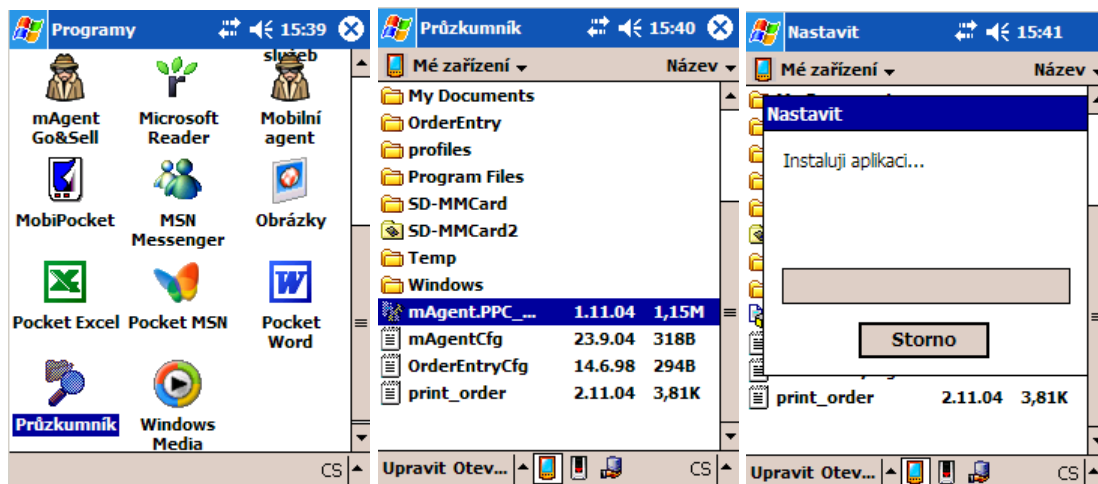 Programy 15:39
služeb
mAgent Microsoft Mobilní
Go&Sell Reader agent
MobiPocket MSN Obrázky
Messenger
Pocket Excel Pocket MSN Pocket
Word
Průzkumník Windows
Media
CS
Průzkumník 15:40
Mé zařízení Název
My Documents
OrderEntry
profiles
Program Files
SD-MMCard
SD-MMCard2
Temp
Windows
mAgent.PPC_... 1.11.04 1,15M
mAgentCfg 23.9.04 318B
OrderEntryCfg 14.6.98 294B
print_order 2.11.04 3,81K
Upravit Otev... CS
Nastavit 15:41
Mé zařízení Název
Nastavit
Instaluji aplikaci...
Storno
print_order 2.11.04 3,81K
Upravit Otev... CS